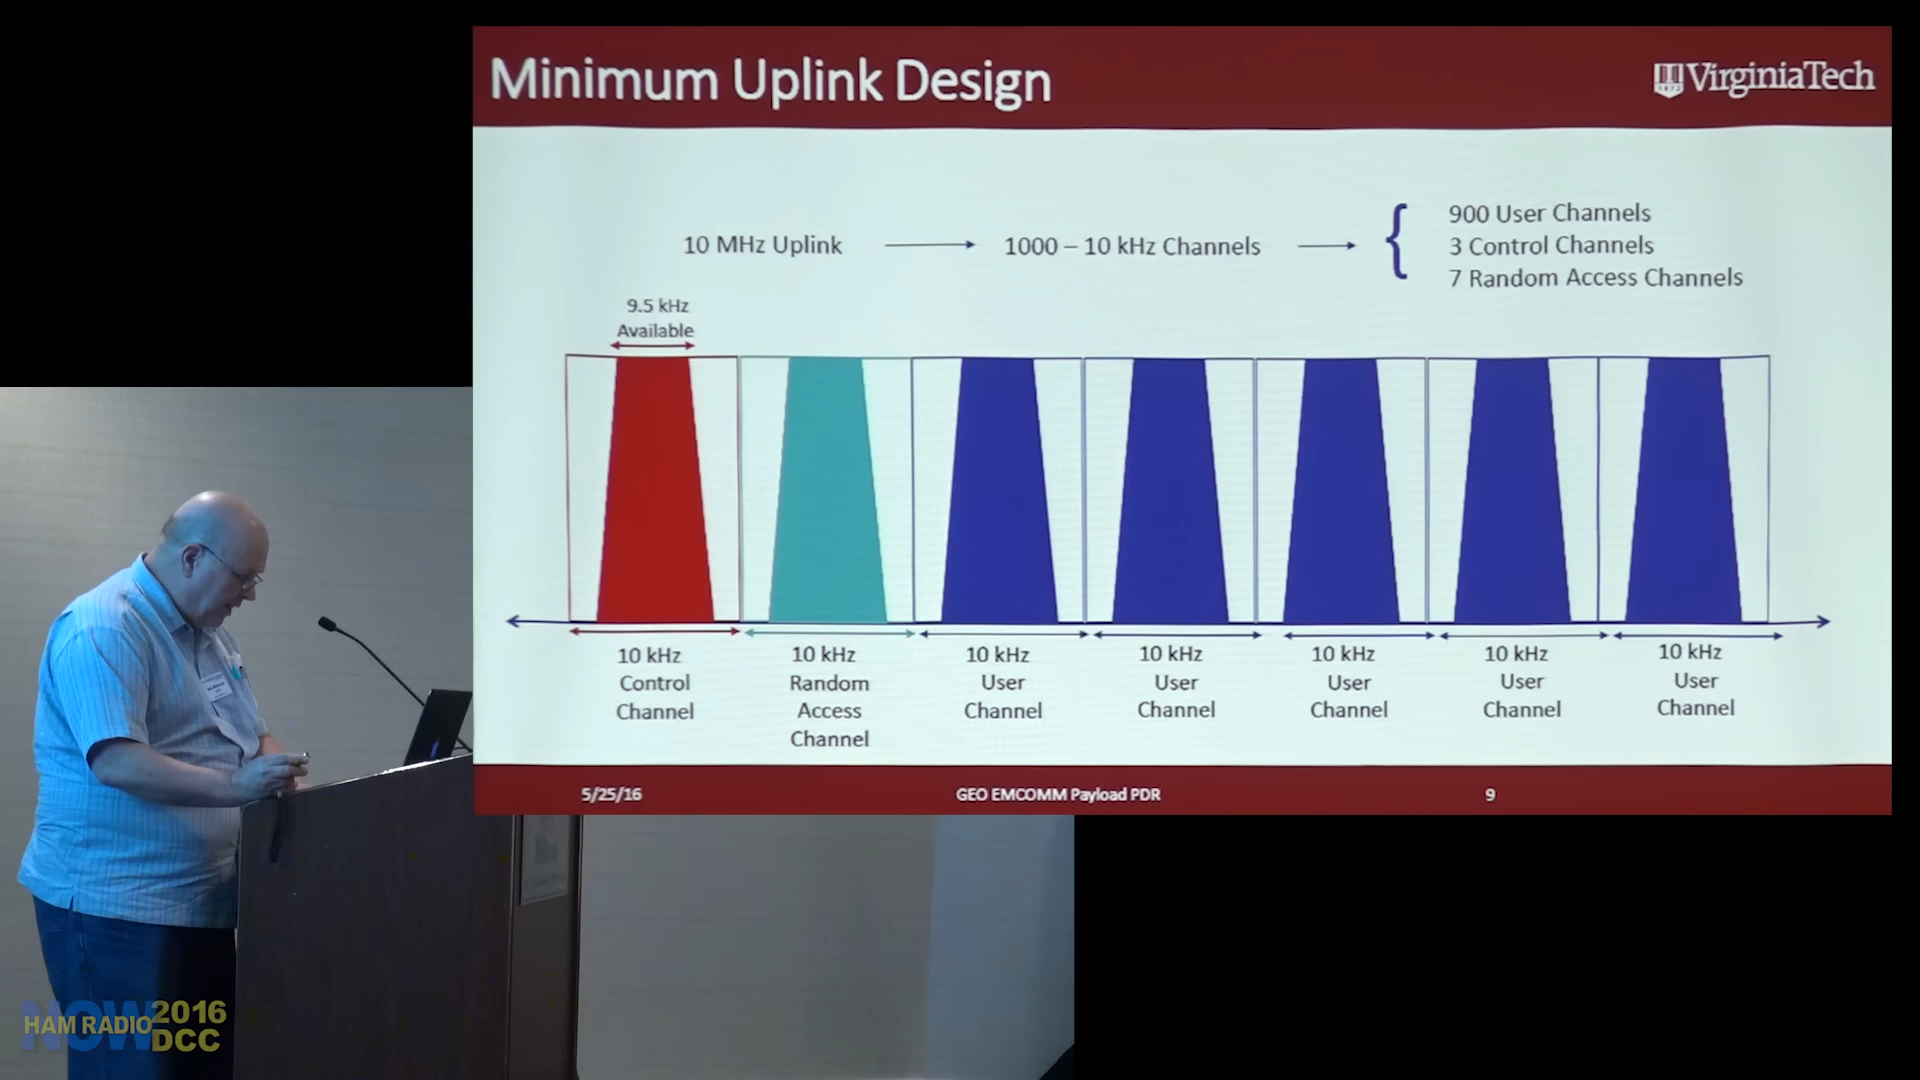 Minimum Uplink Design
VirginiaTech
1872
10 MHz Uplink
1000 – 10 kHz Channels
900 User Channels
3 Control Channels
7 Random Access Channels
9.5 kHz
Available
10 kHz
Control
Channel
10 kHz
Random
Access
Channel
10 kHz
User
Channel
10 kHz
User
Channel
10 kHz
User
Channel
10 kHz
User
Channel
10 kHz
User
Channel
5/25/16
GEO EMCOMM Payload PDR
9
NOW
HAM RADIO
2016
DCC